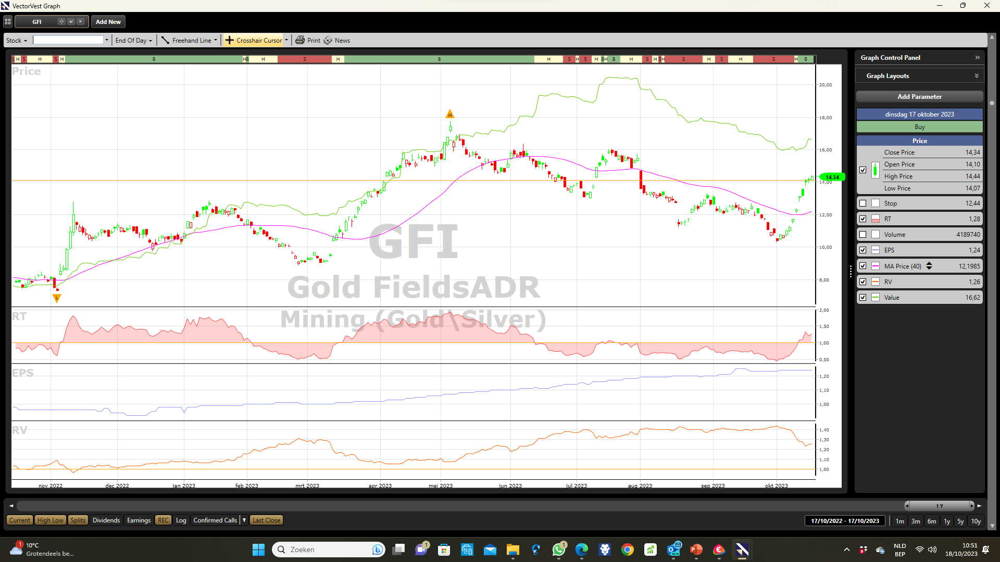 VectorVest Graph
GFI
Add New
Stock
End Of Day
Freehand Line
Crosshair Cursor
Print
News
S H S H S H B H B H S H B H S H S H B H B H S H S H S H S H S H B
Price
20,00
18,00
16,00
14,34
14,00
12,00
10,00
8,00
H
L
GFI
Gold FieldsADR
Mining (Gold\Silver)
RT
2,00
1,50
1,00
0,50
EPS
1,20
1,10
1,00
RV
1,40
1,30
1,20
1,10
1,00
nov 2022 dec 2022 jan 2023 feb 2023 mrt 2023 apr 2023 mei 2023 jun 2023 jul 2023 aug 2023 sep 2023 okt 2023
Graph Control Panel
Graph Layouts
Add Parameter
dinsdag 17 oktober 2023
Buy
Price
Close Price 14,34
Open Price 14,10
High Price 14,44
Low Price 14,07
Stop 12,44
RT 1,28
Volume 4189740
EPS 1,24
MA Price (40) 12,1985
RV 1,26
Value 16,62
1 Y
Current
High Low
Splits
Dividends
Earnings
REC
Log
Confirmed Calls
Last Close
17/10/2022 - 17/10/2023
1m 3m 6m 1y 5y 10y
1
10°C
Grotendeels be...
Zoeken
1
1
NEW
NLD
BEP
10:51
18/10/2023